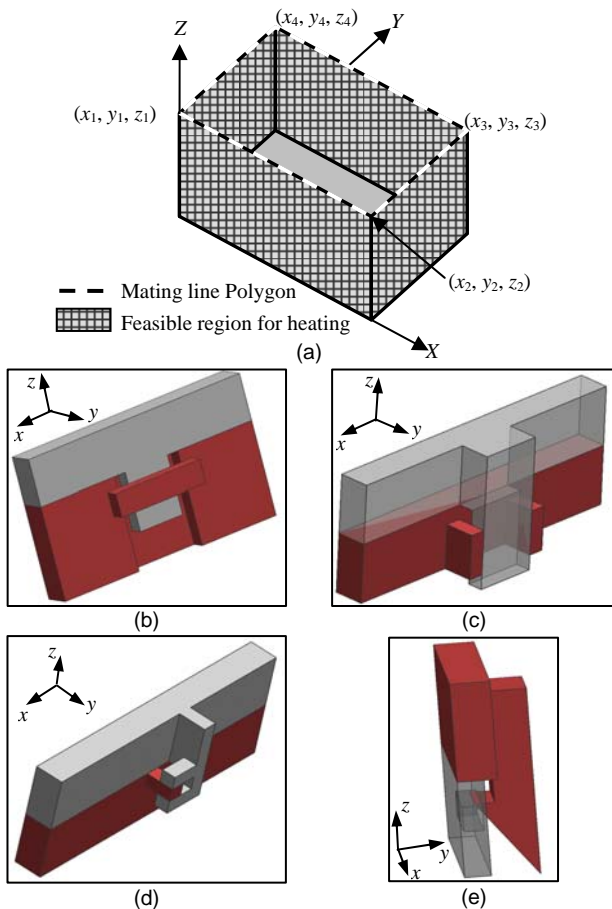 (x4, y4, z4)
Z
Y
(x1, y1, z1)
(x3, y3, z3)
(x2, y2, z2)
Mating line Polygon
Feasible region for heating
X
(a)
z
x
y
(b)
z
x
y
(c)
z
x
y
(d)
z
y
x
(e)